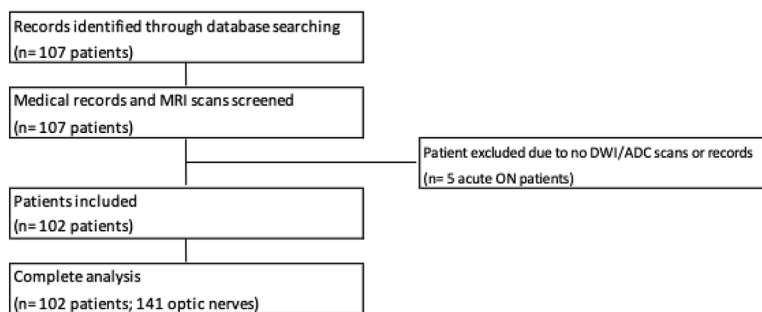 Records identified through database searching
(n= 107 patients)
Medical records and MRI scans screened
(n= 107 patients)
Patient excluded due to no DWI/ADC scans or records
(n= 5 acute ON patients)
Patients included
(n= 102 patients)
Complete analysis
(n= 102 patients; 141 optic nerves)